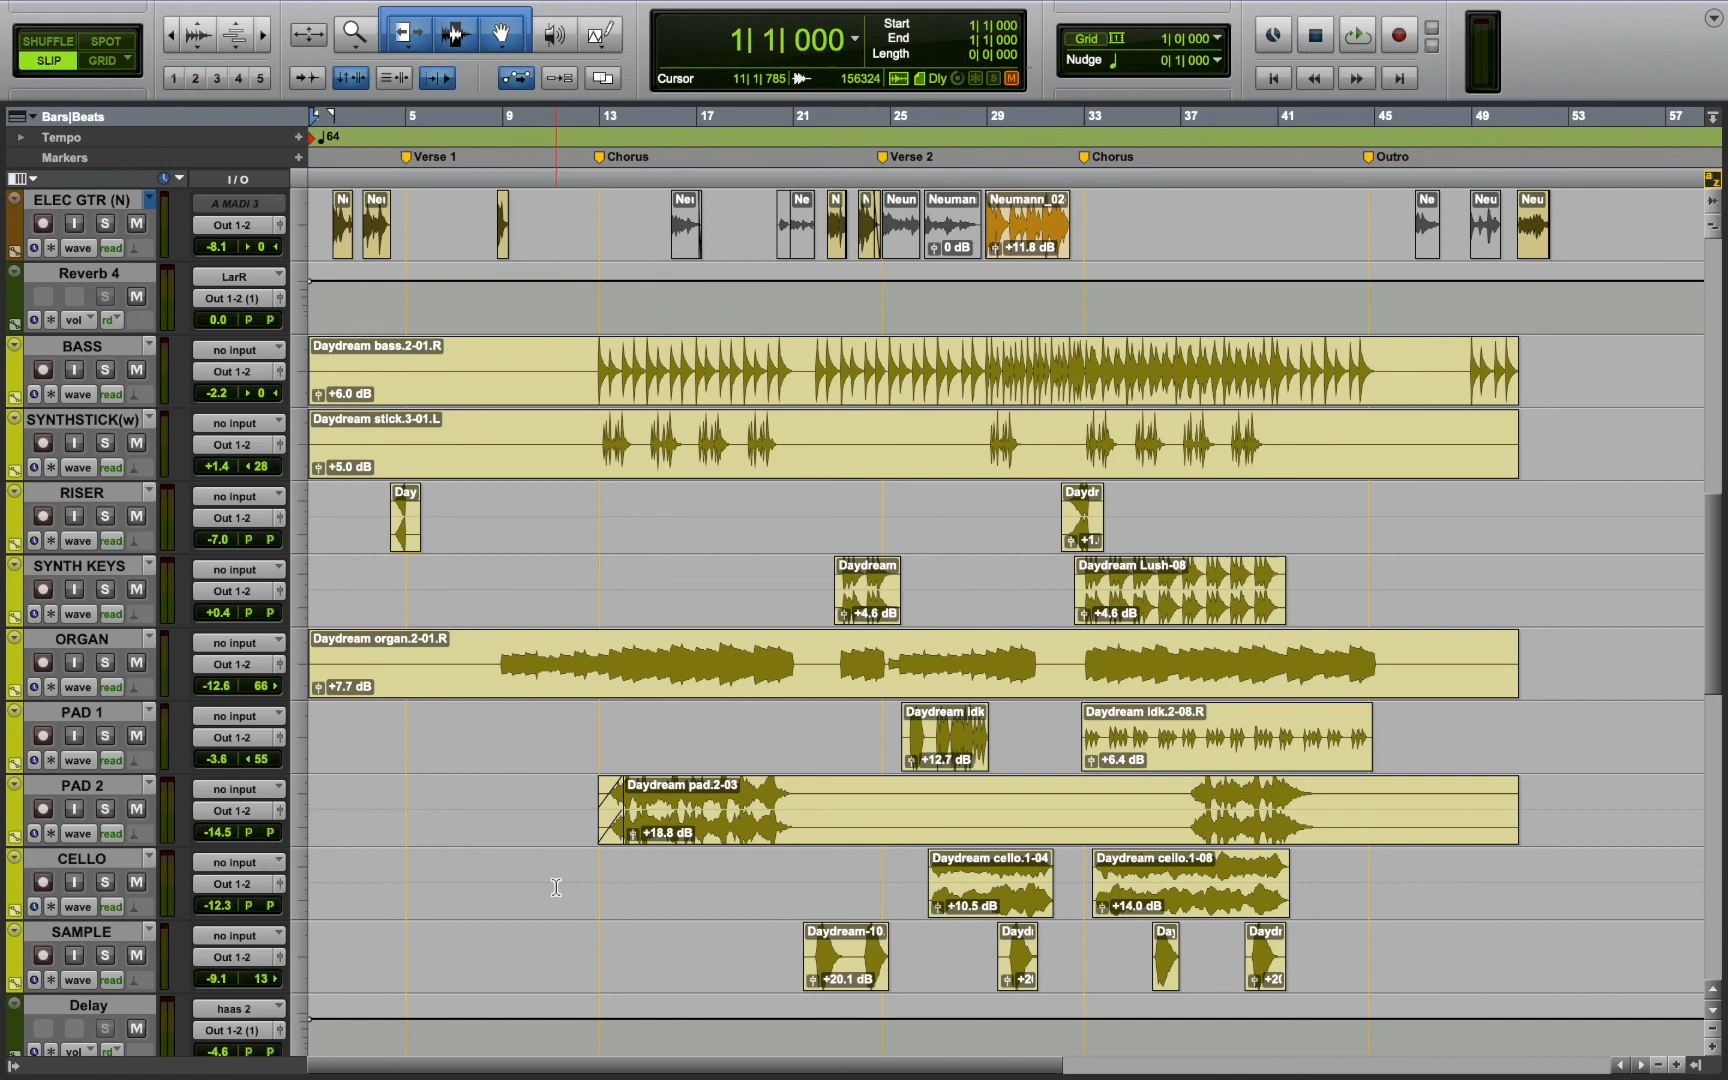 SHUFFLE SPOT
SLIP GRID
1 2 3 4 5
1| 1| 000
Start 1| 1| 000
End 1| 1| 000
Length 0| 0| 000
Cursor 11| 1| 785 156324 Dly S M
Grid 1| 0| 000
Nudge 0| 1| 000
Bars|Beats 5 9 13 17 21 25 29 33 37 41 45 49 53 57
Tempo + 64
Markers + Verse 1 Chorus Verse 2 Chorus Outro
I / O
a z
ELEC GTR (N) A MADI 3
I S M Out 1-2
wave read -8.1 0
Ne N N Neun Neuman Neumann_02 Ne Neu Neu
0 dB +11.8 dB
Reverb 4 LarR
S M Out 1-2 (1)
vol rd 0.0 P P
BASS no input
I S M Out 1-2
wave read -2.2 0
Daydream bass.2-01.R
+6.0 dB
SYNTHSTICK(w) no input
I S M Out 1-2
wave read +1.4 28
Daydream stick.3-01.L
+5.0 dB
RISER no input
I S M Out 1-2
wave read -7.0 P P
Day Daydr
+1.
SYNTH KEYS no input
I S M Out 1-2
wave read +0.4 P P
Daydream Daydream Lush-08
+4.6 dB +4.6 dB
ORGAN no input
I S M Out 1-2
wave read -12.6 66
Daydream organ.2-01.R
+7.7 dB
PAD 1 no input
I S M Out 1-2
wave read -3.6 55
Daydream idk Daydream idk.2-08.R
+12.7 dB +6.4 dB
PAD 2 no input
I S M Out 1-2
wave read -14.5 P P
Daydream pad.2-03
+18.8 dB
CELLO no input
I S M Out 1-2
wave read -12.3 P P
Daydream cello.1-04 Daydream cello.1-08
+10.5 dB +14.0 dB
SAMPLE no input
I S M Out 1-2
wave read -9.1 13
Daydream-10 Day Daydr
+20.1 dB
Delay haas 2
S M Out 1-2 (1)
vol rd -4.6 P P